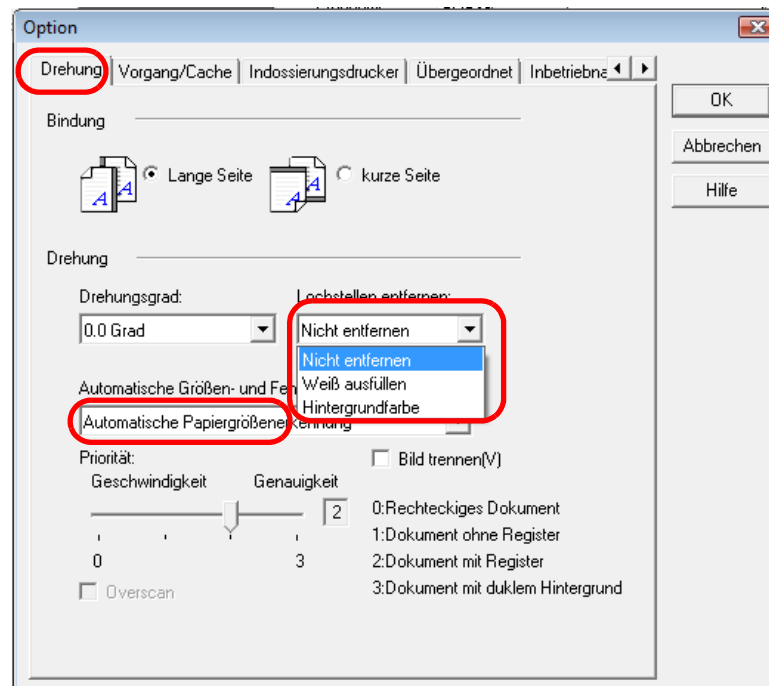 Option
Drehung Vorgang/Cache Indossierungsdrucker Übergeordnet Inbetriebna
OK
Abbrechen
Hilfe
Bindung
A A Lange Seite A A kurze Seite
Drehung
Drehungsgrad: Lochstellen entfernen:
0.0 Grad Nicht entfernen
Nicht entfernen
Weiß ausfüllen
Hintergrundfarbe
Automatische Größen- und Fen
Automatische Papiergrößenerkennung
Priorität: Bild trennen(V)
Geschwindigkeit Genauigkeit
2
0 3
0:Rechteckiges Dokument
1:Dokument ohne Register
2:Dokument mit Register
3:Dokument mit duklem Hintergrund
Overscan